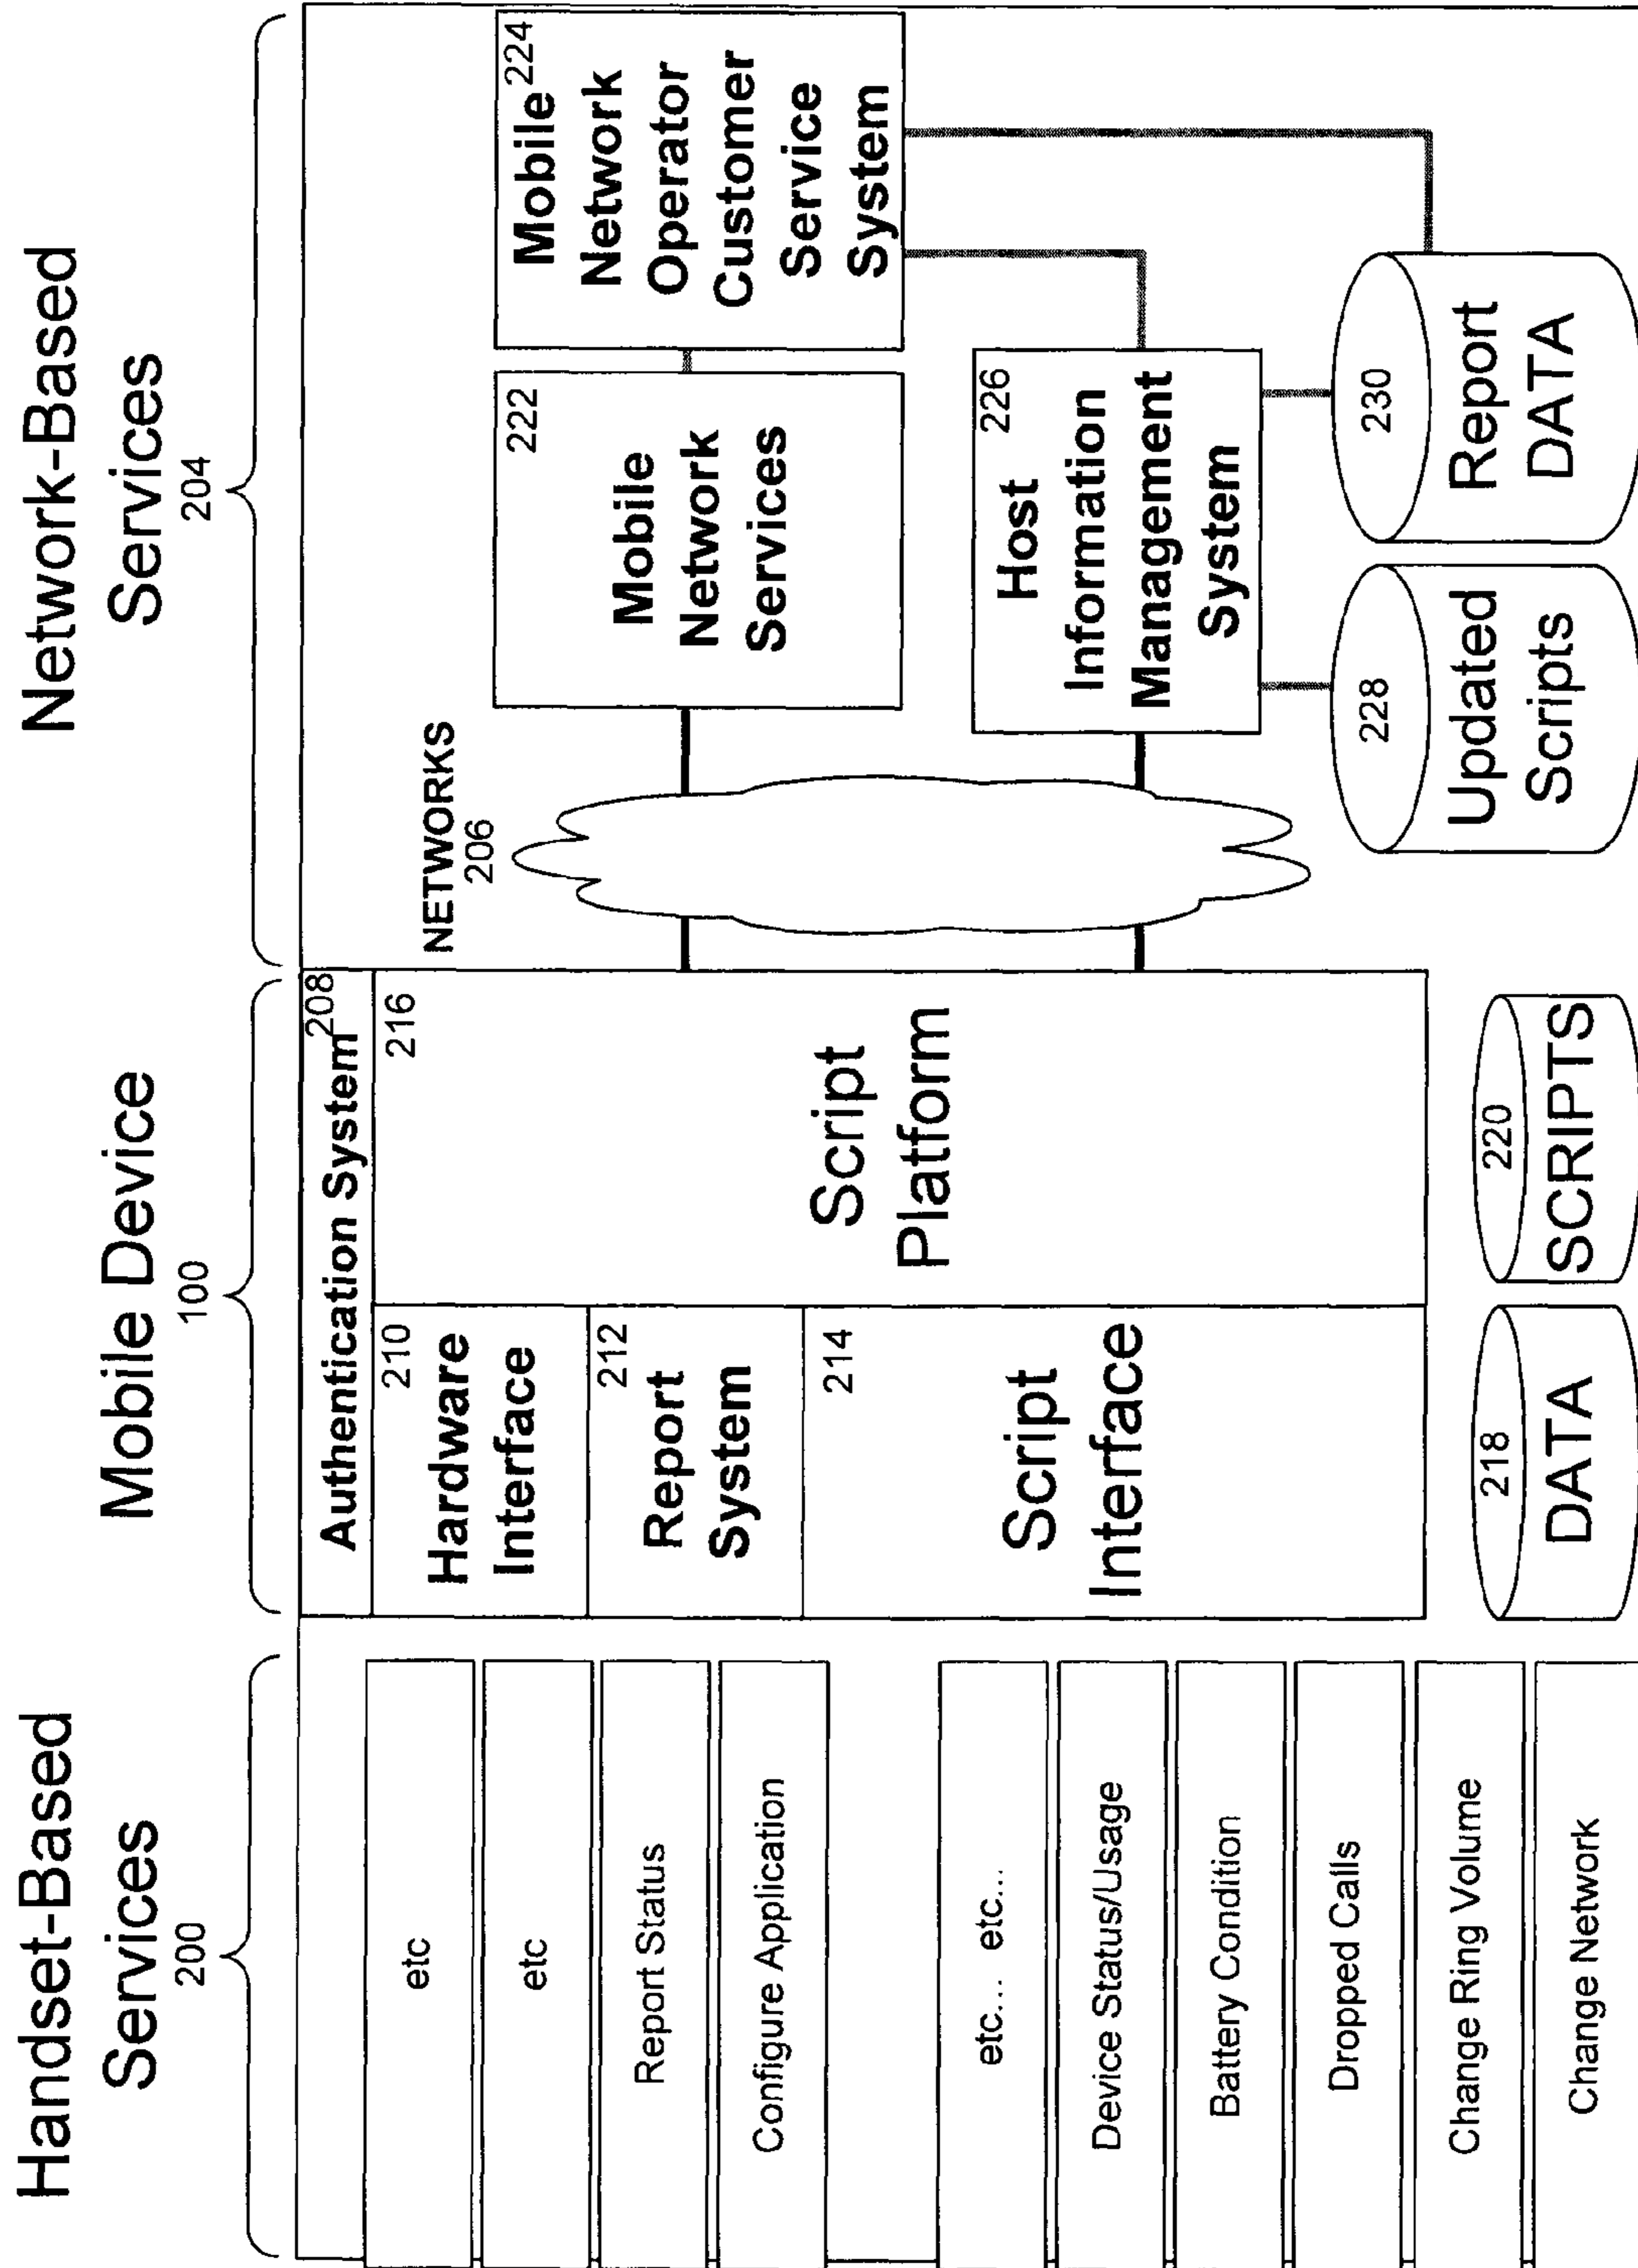 Handset-Based
Services
200
etc
etc
Report Status
Configure Application
etc... etc...
Device Status/Usage
Battery Condition
Dropped Calls
Change Ring Volume
Change Network
Mobile Device
100
Authentication System
208
210
Hardware
Interface
212
Report
System
214
Script
Interface
216
Script
Platform
218
DATA
220
SCRIPTS
Network-Based
Services
204
NETWORKS
206
222
Mobile
Network
Services
Mobile 224
Network
Operator
Customer
Service
System
226
Host
Information
Management
System
228
Updated
Scripts
230
Report
DATA